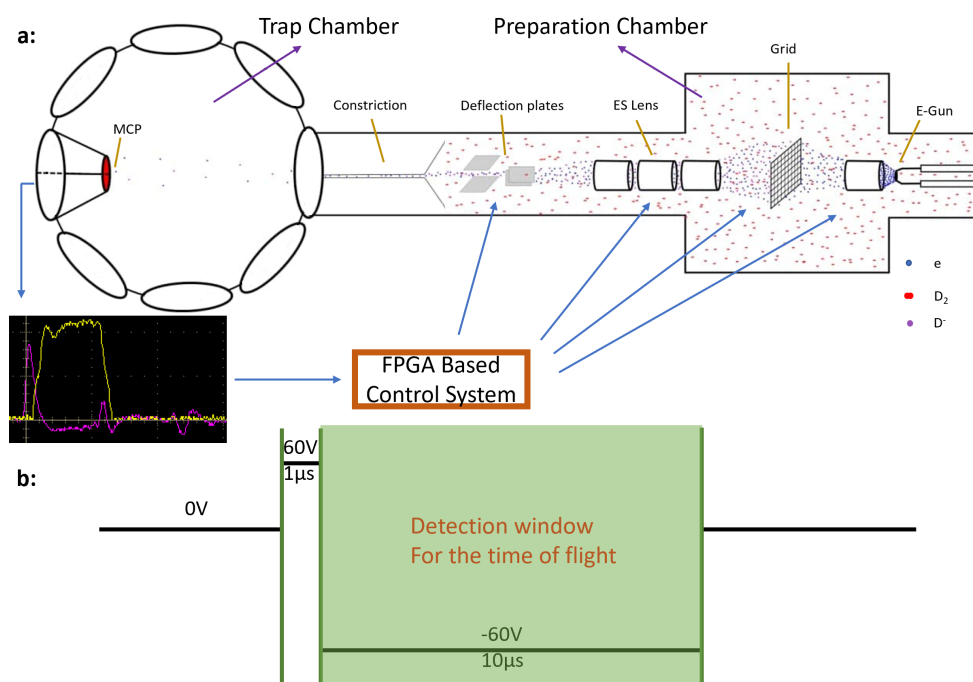 a:
Trap Chamber
Preparation Chamber
Grid
MCP
Constriction
Deflection plates
ES Lens
E-Gun
e
D₂
D⁻
FPGA Based
Control System
b:
0V
60V
1µs
Detection window
For the time of flight
-60V
10µs